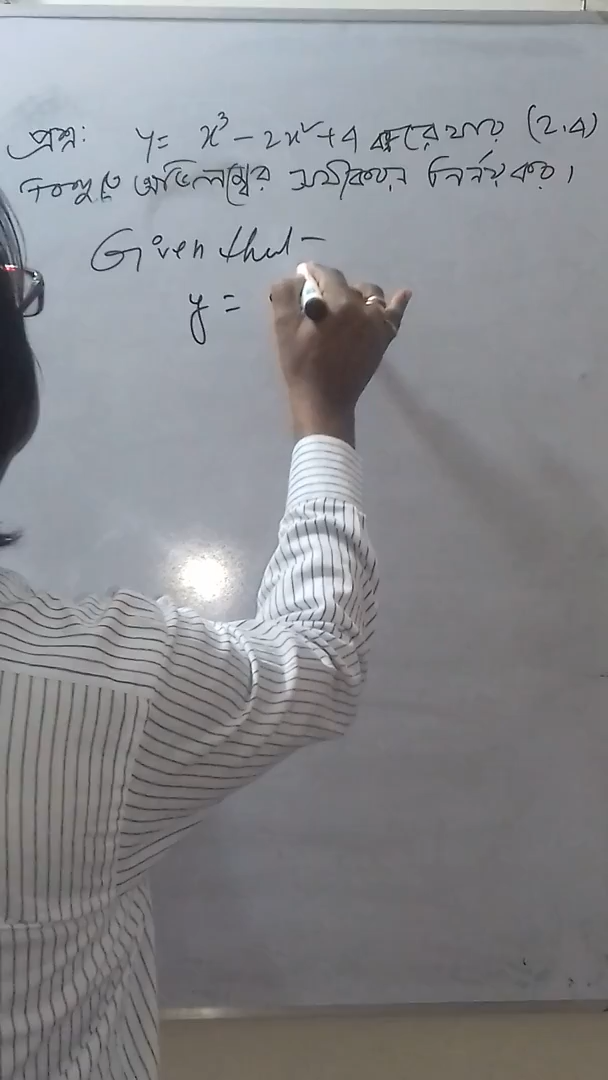 প্রশ্ন: y= x³ - 2x² + 4 বক্ররেখার (2,4)
বিন্দুতে অভিলম্বের সমীকরণ নির্ণয় কর।
Given that -
y =